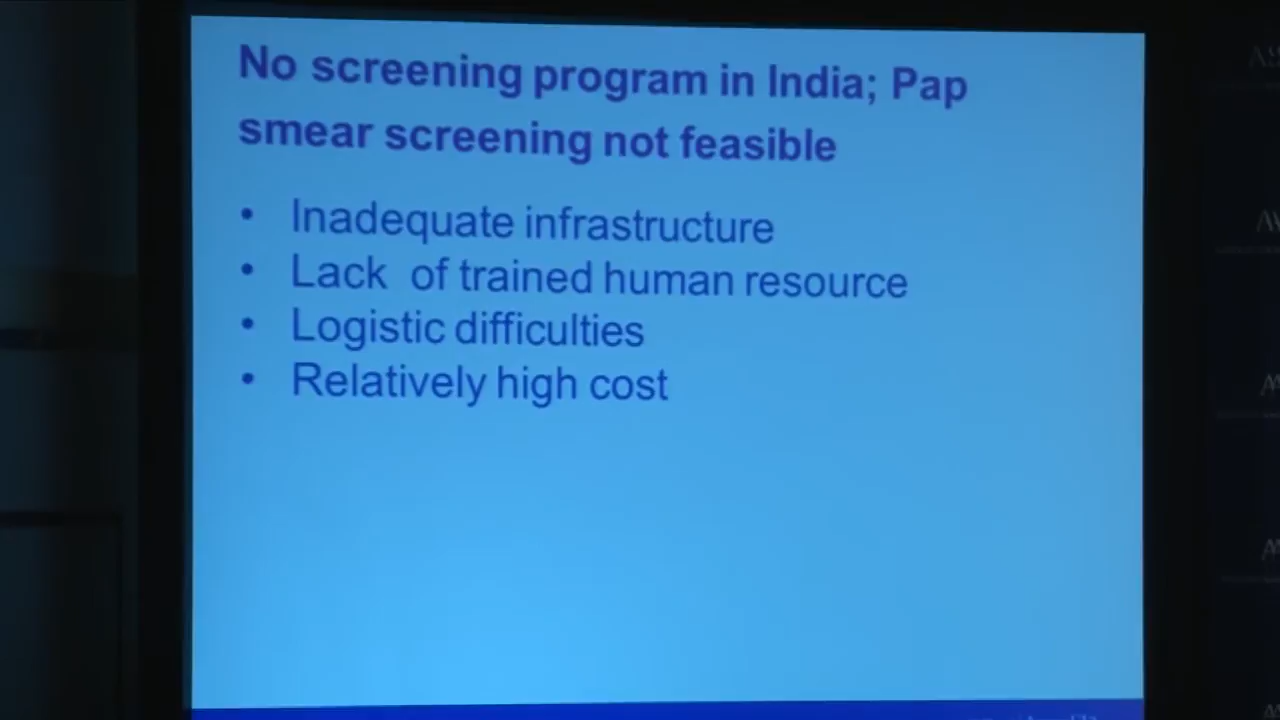 No screening program in India; Pap
smear screening not feasible
• Inadequate infrastructure
• Lack of trained human resource
• Logistic difficulties
• Relatively high cost